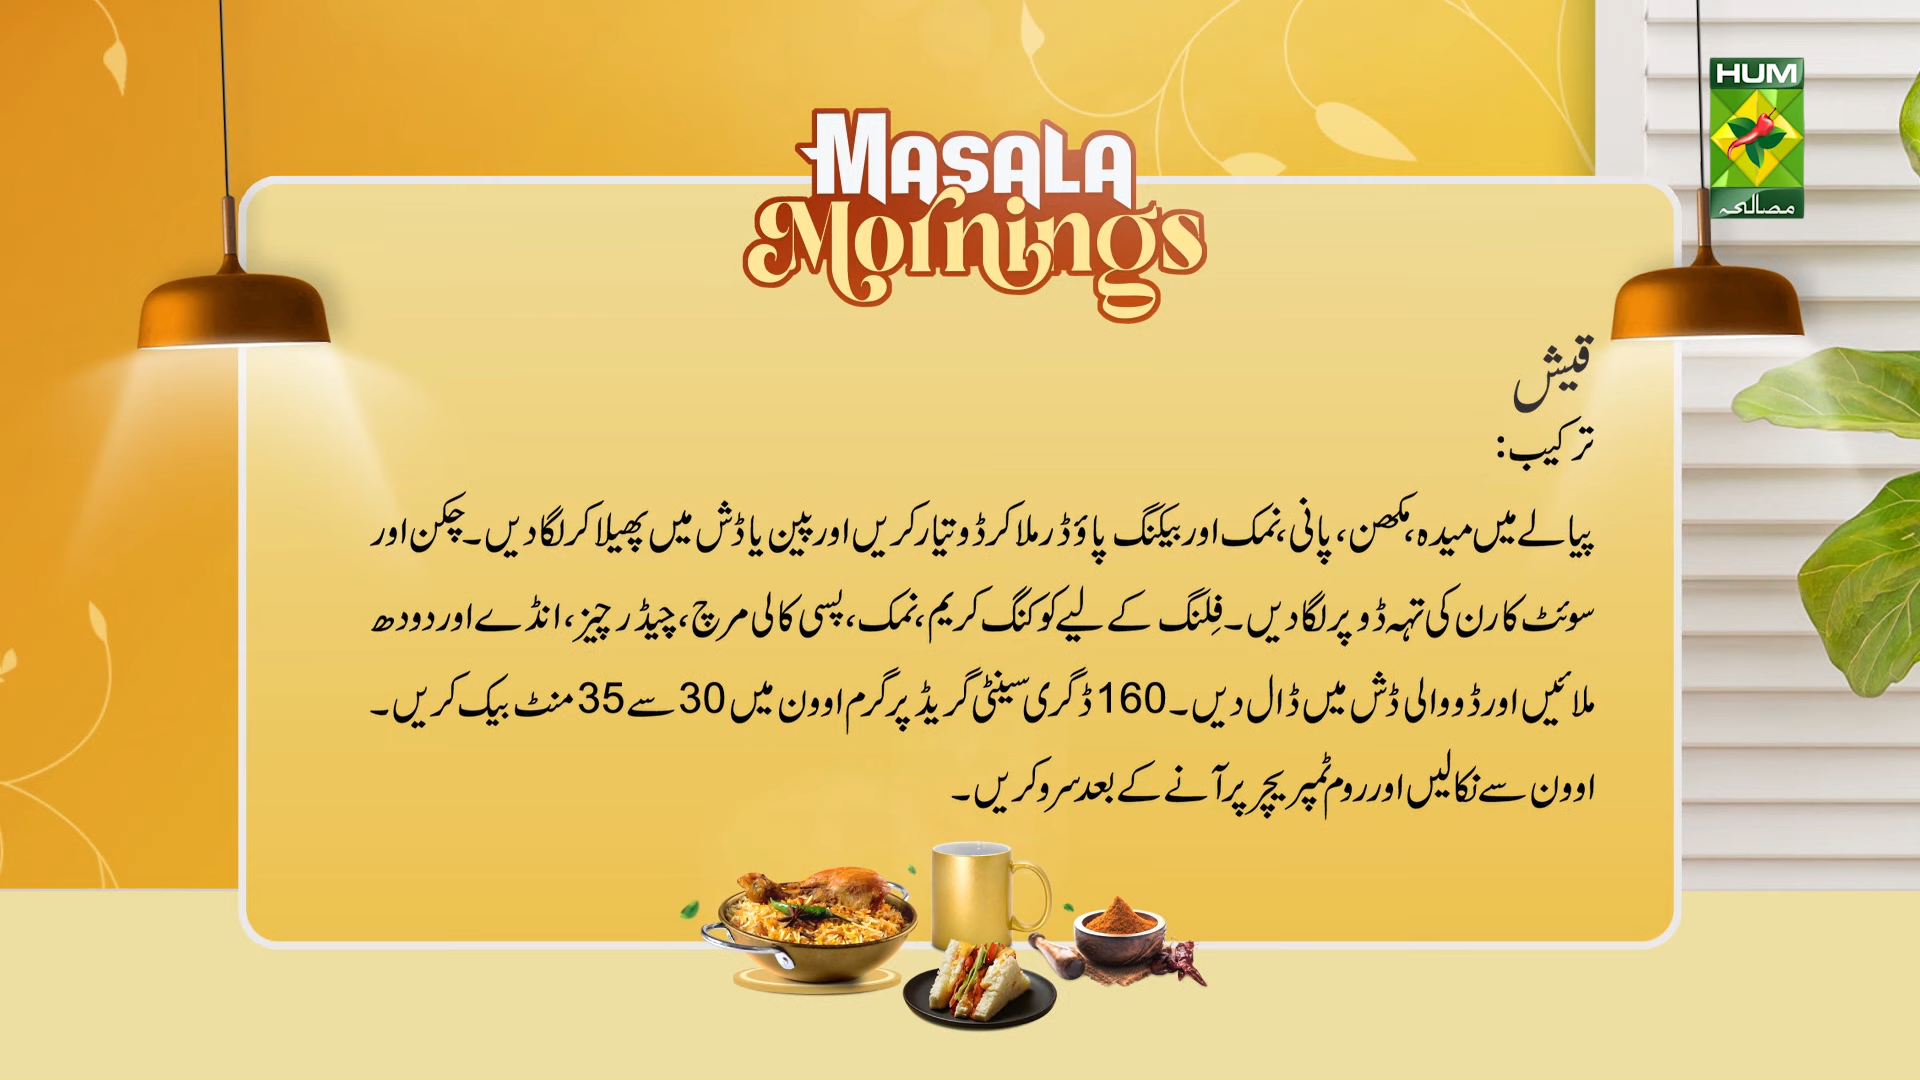 HUM
مصالحہ
MASALA
Mornings
قیش
ترکیب:
پیالے میں میدہ، مکھن، پانی، نمک اور بیکنگ پاؤڈر ملا کر ڈو تیار کریں اور پین یا ڈش میں پھیلا کر لگا دیں۔ چکن اور
سوئٹ کارن کی تہہ ڈو پر لگا دیں۔ فِلنگ کے لیے کوکنگ کریم، نمک، پسی کالی مرچ، چیڈر چیز، انڈے اور دودھ
ملائیں اور ڈو والی ڈش میں ڈال دیں۔ 160 ڈگری سینٹی گریڈ پر گرم اوون میں 30 سے 35 منٹ بیک کریں۔
اوون سے نکالیں اور روم ٹمپریچر پر آنے کے بعد سرو کریں۔